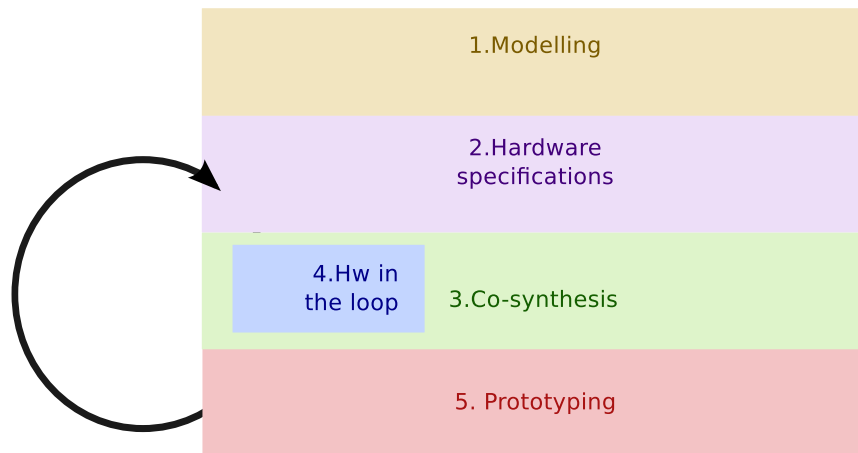 1.Modelling
2.Hardware
specifications
4.Hw in
the loop
3.Co-synthesis
5. Prototyping